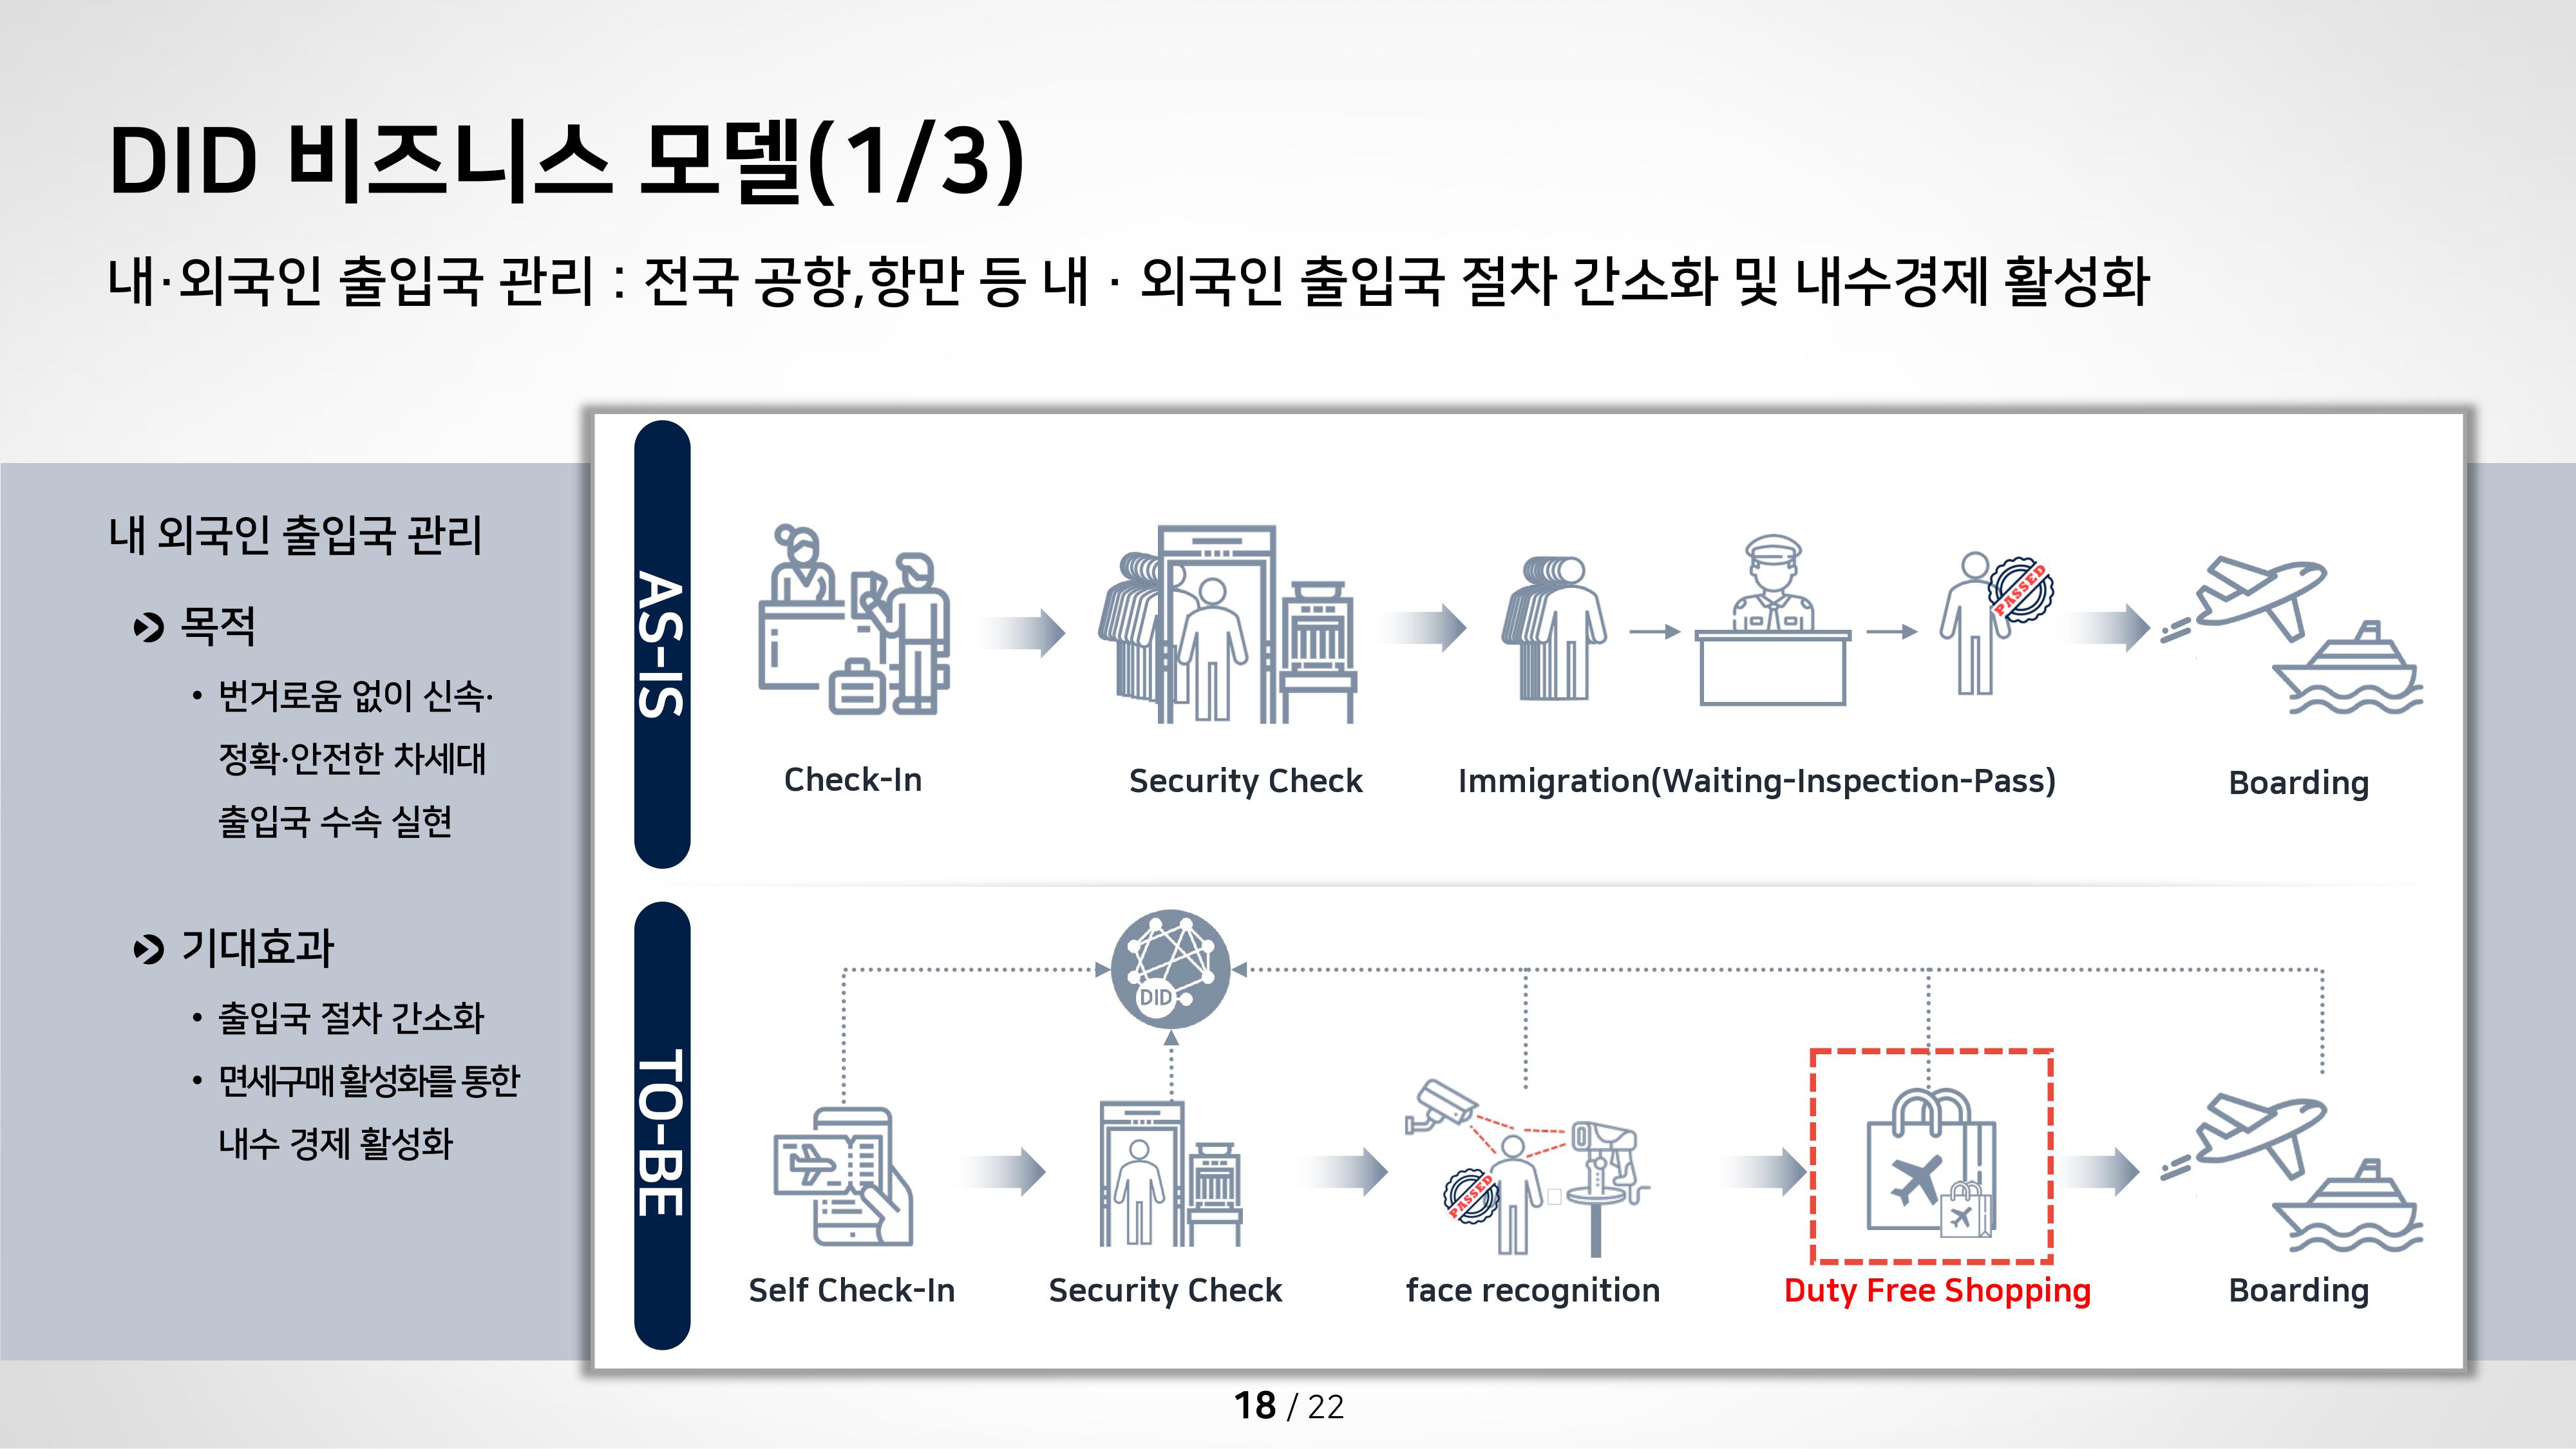 DID 비즈니스 모델(1/3)
내·외국인 출입국 관리 : 전국 공항,항만 등 내 · 외국인 출입국 절차 간소화 및 내수경제 활성화
내 외국인 출입국 관리
목적
• 번거로움 없이 신속·
정확·안전한 차세대
출입국 수속 실현
기대효과
• 출입국 절차 간소화
• 면세구매 활성화를 통한
내수 경제 활성화
AS-IS
PASSED
Check-In
Security Check
Immigration(Waiting-Inspection-Pass)
Boarding
TO-BE
DID
PASSED
Self Check-In
Security Check
face recognition
Duty Free Shopping
Boarding
18 / 22